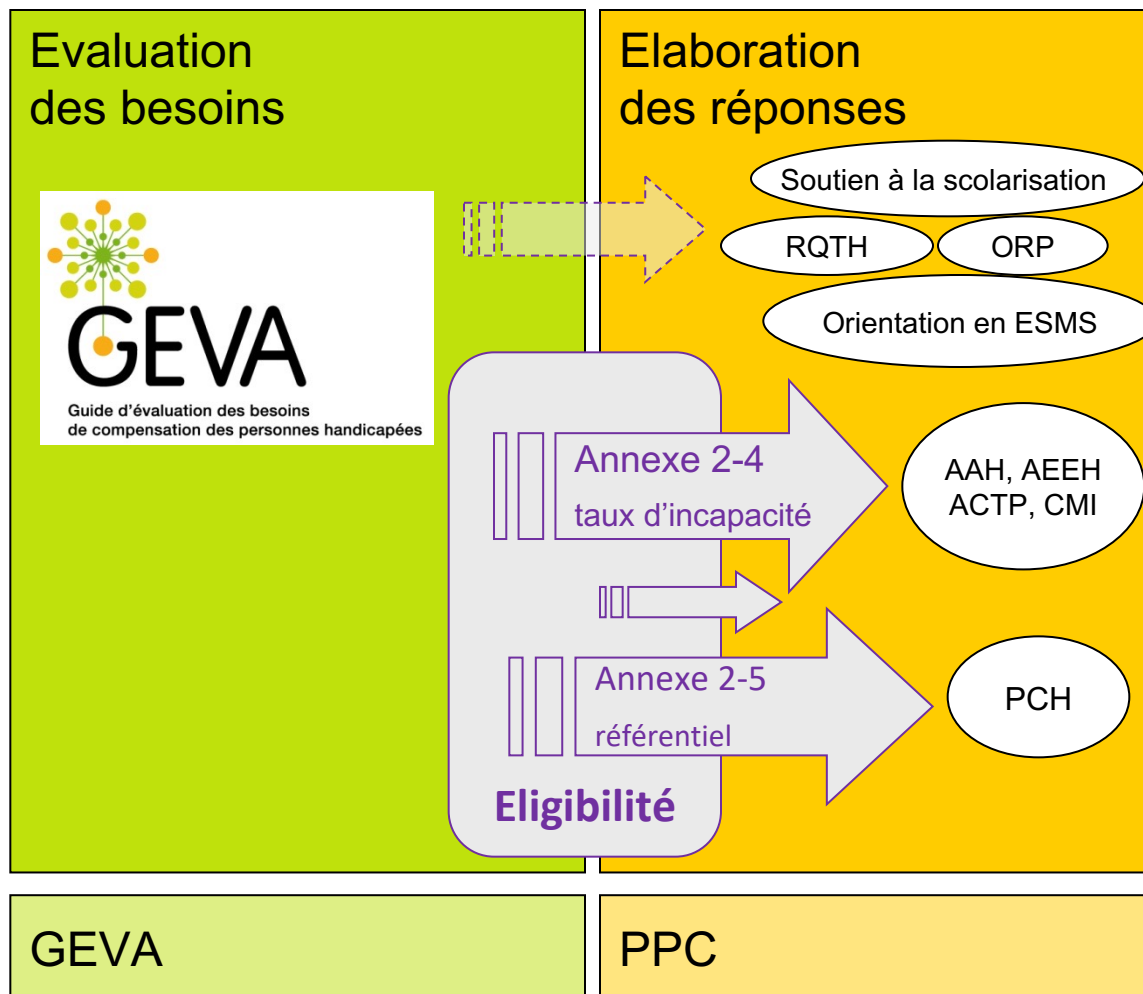 Evaluation
des besoins
GEVA
Guide d'évaluation des besoins
de compensation des personnes handicapées
Elaboration
des réponses
Soutien à la scolarisation
RQTH
ORP
Orientation en ESMS
Annexe 2-4
taux d'incapacité
AAH, AEEH
ACTP, CMI
Annexe 2-5
référentiel
PCH
Eligibilité
GEVA
PPC